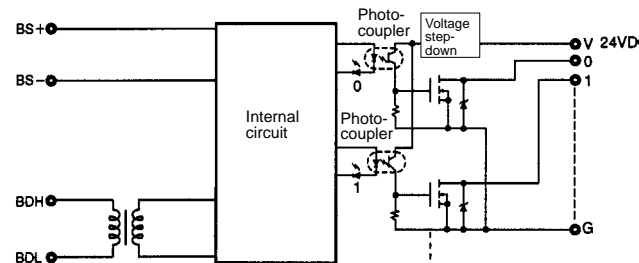 BS+
BS−
BDH
BDL
Internal
circuit
Photo-
coupler
0
Photo-
coupler
1
Voltage
step-
down
V 24VD
0
1
G